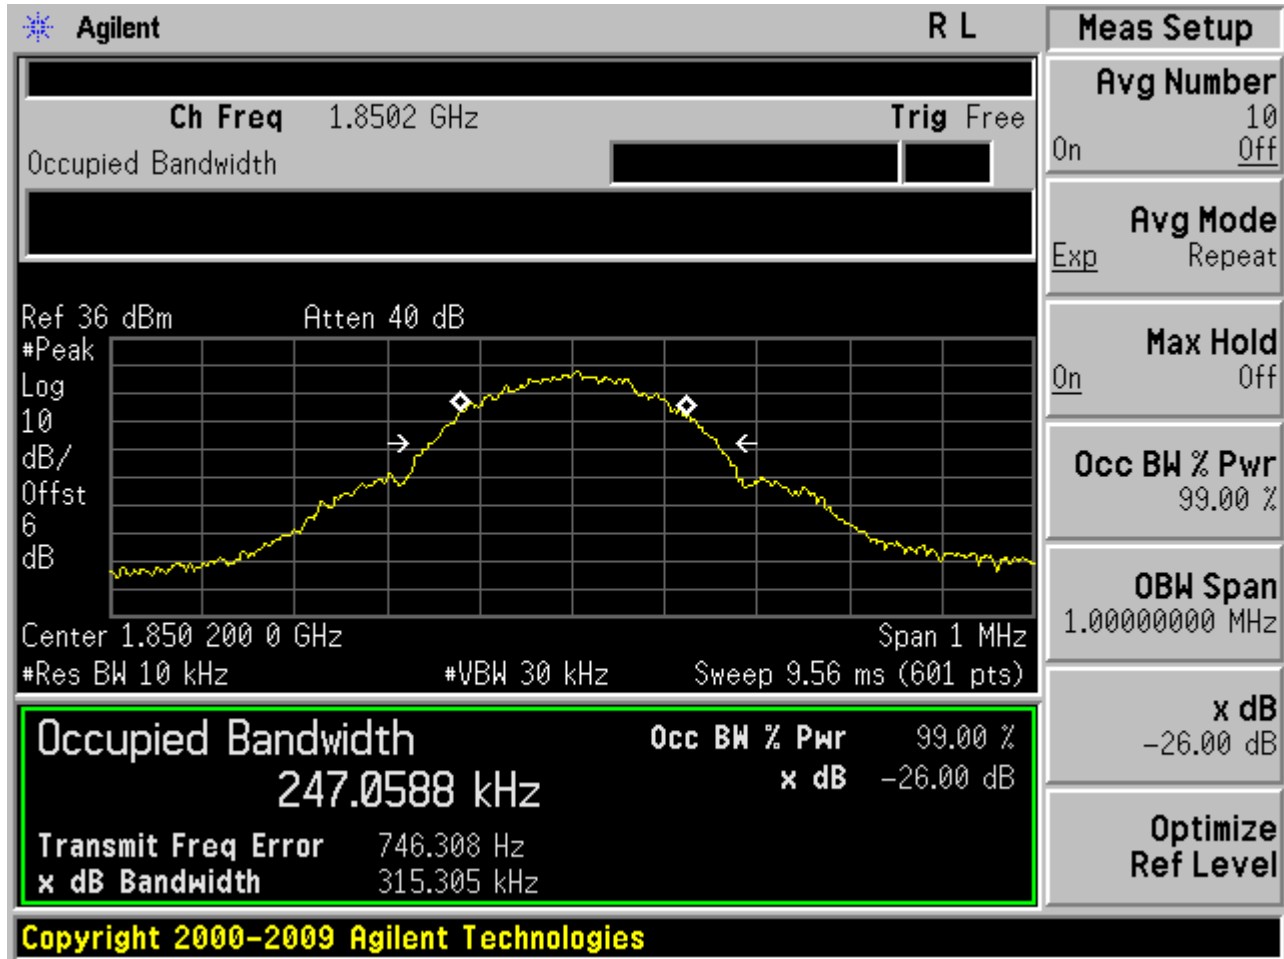 Agilent R L
Ch Freq 1.8502 GHz Trig Free
Occupied Bandwidth
Ref 36 dBm Atten 40 dB
#Peak
Log
10
dB/
Offst
6
dB
Center 1.850 200 0 GHz Span 1 MHz
#Res BW 10 kHz #VBW 30 kHz Sweep 9.56 ms (601 pts)
Occupied Bandwidth Occ BW % Pwr 99.00 %
247.0588 kHz x dB -26.00 dB
Transmit Freq Error 746.308 Hz
x dB Bandwidth 315.305 kHz
Copyright 2000-2009 Agilent Technologies
Meas Setup
Avg Number
10
On Off
Avg Mode
Exp Repeat
Max Hold
On Off
Occ BW % Pwr
99.00 %
OBW Span
1.00000000 MHz
x dB
-26.00 dB
Optimize
Ref Level